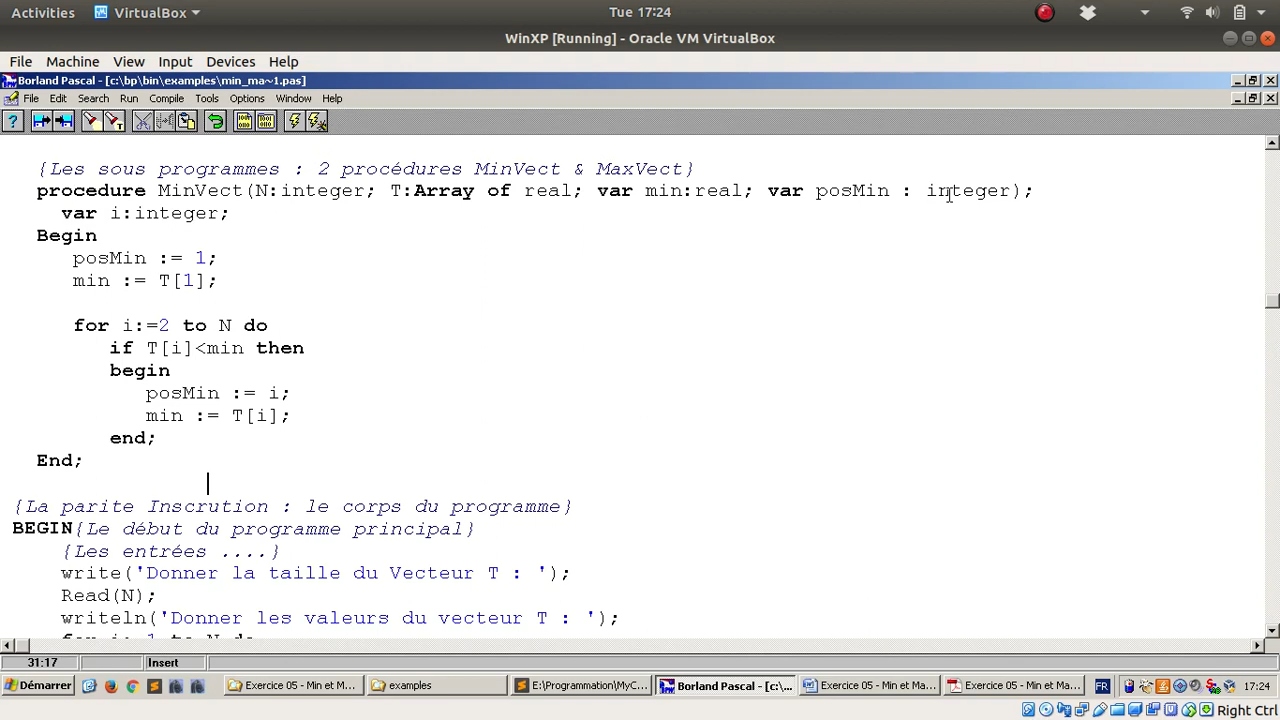 Activities VirtualBox Tue 17:24
WinXP [Running] - Oracle VM VirtualBox
File Machine View Input Devices Help
Borland Pascal - [c:\bp\bin\examples\min_ma~1.pas]
File Edit Search Run Compile Tools Options Window Help
{Les sous programmes : 2 procédures MinVect & MaxVect}
procedure MinVect(N:integer; T:Array of real; var min:real; var posMin : integer);
var i:integer;
Begin
posMin := 1;
min := T[1];
for i:=2 to N do
if T[i]<min then
begin
posMin := i;
min := T[i];
end;
End;
{La parite Inscrution : le corps du programme}
BEGIN{Le début du programme principal}
{Les entrées ....}
write('Donner la taille du Vecteur T : ');
Read(N);
writeln('Donner les valeurs du vecteur T : ');
for i:=1 to N do
31:17 Insert
Démarrer Exercice 05 - Min et Ma... examples E:\Programmation\MyC... Borland Pascal - [c:\... Exercice 05 - Min et Ma... Exercice 05 - Min et Ma... FR 17:24
Right Ctrl